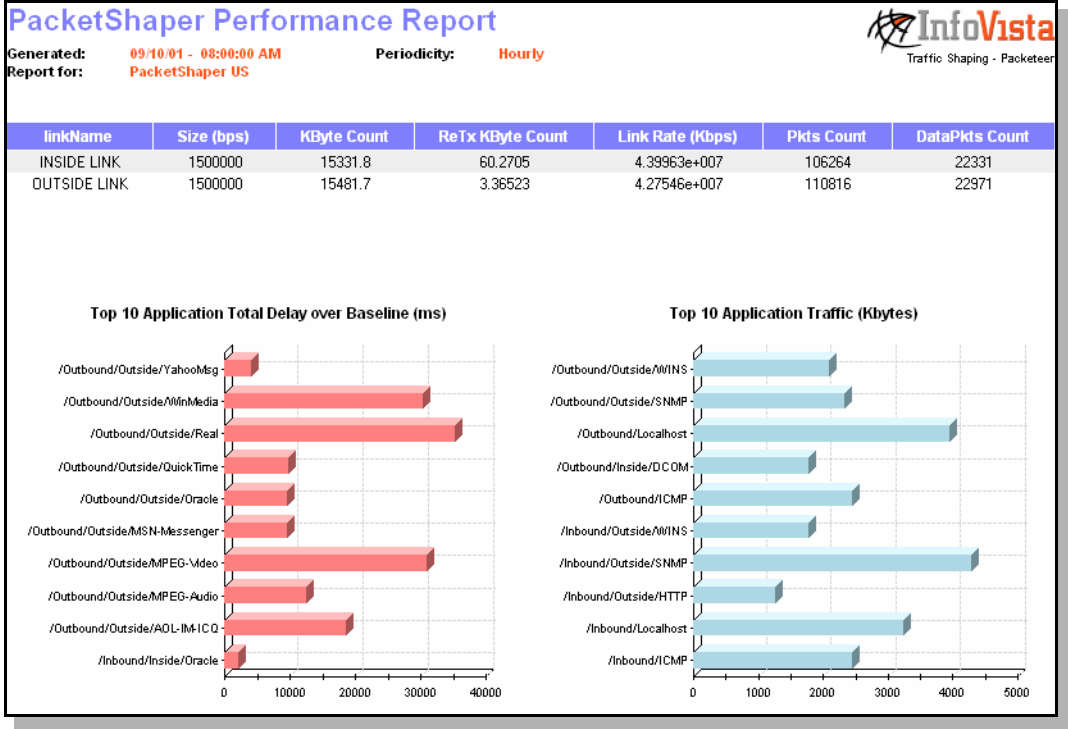 PacketShaper Performance Report
InfoVista
Generated: 09/10/01 - 08:00:00 AM Periodicity: Hourly
Traffic Shaping - Packeteer
Report for: PacketShaper US
linkName Size (bps) KByte Count ReTx KByte Count Link Rate (Kbps) Pkts Count DataPkts Count
INSIDE LINK 1500000 15331.8 60.2705 4.39963e+007 106264 22331
OUTSIDE LINK 1500000 15481.7 3.36523 4.27546e+007 110816 22971
Top 10 Application Total Delay over Baseline (ms)
/Outbound/Outside/YahooMsg
/Outbound/Outside/WinMedia
/Outbound/Outside/Real
/Outbound/Outside/QuickTime
/Outbound/Outside/Oracle
/Outbound/Outside/MSN-Messenger
/Outbound/Outside/MPEG-Video
/Outbound/Outside/MPEG-Audio
/Outbound/Outside/AOL-IM-ICQ
/Inbound/Inside/Oracle
0 10000 20000 30000 40000
Top 10 Application Traffic (Kbytes)
/Outbound/Outside/WINS
/Outbound/Outside/SNMP
/Outbound/Localhost
/Outbound/Inside/DCOM
/Outbound/ICMP
/Inbound/Outside/WINS
/Inbound/Outside/SNMP
/Inbound/Outside/HTTP
/Inbound/Localhost
/Inbound/ICMP
0 1000 2000 3000 4000 5000